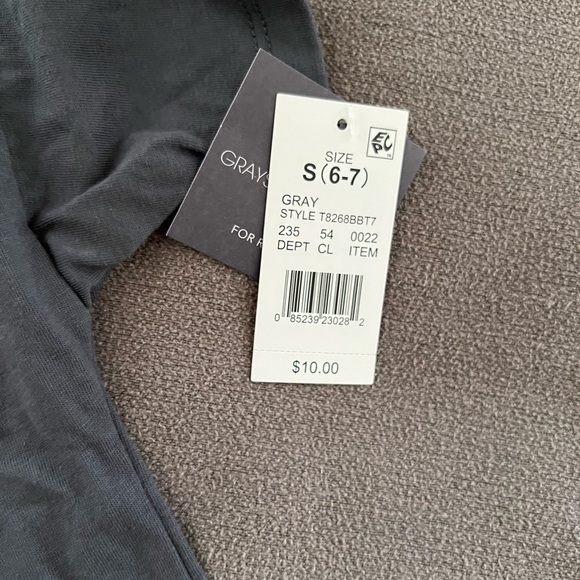 SIZE
S(6-7)
GRAY
STYLE T8268BBT7
235 54 0022
DEPT CL ITEM
0 85239 23028 2
$10.00
FOR